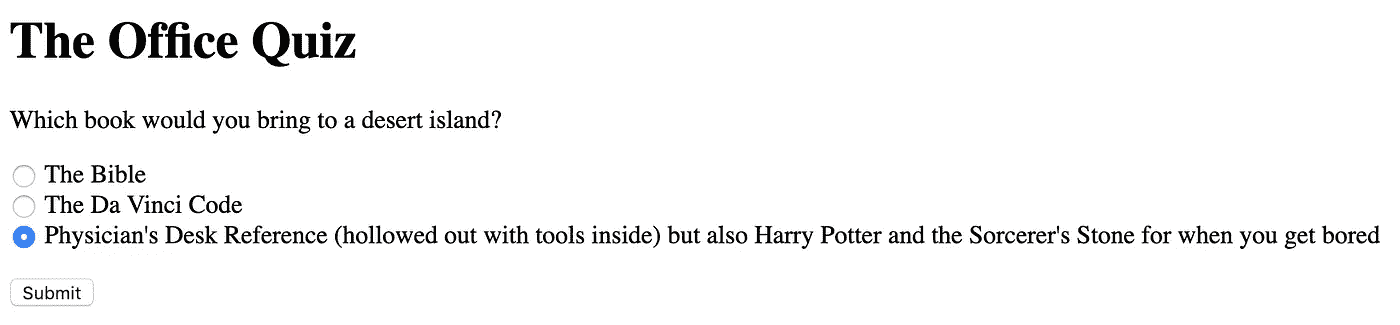 The Office Quiz
Which book would you bring to a desert island?
The Bible
The Da Vinci Code
Physician's Desk Reference (hollowed out with tools inside) but also Harry Potter and the Sorcerer's Stone for when you get bored
Submit